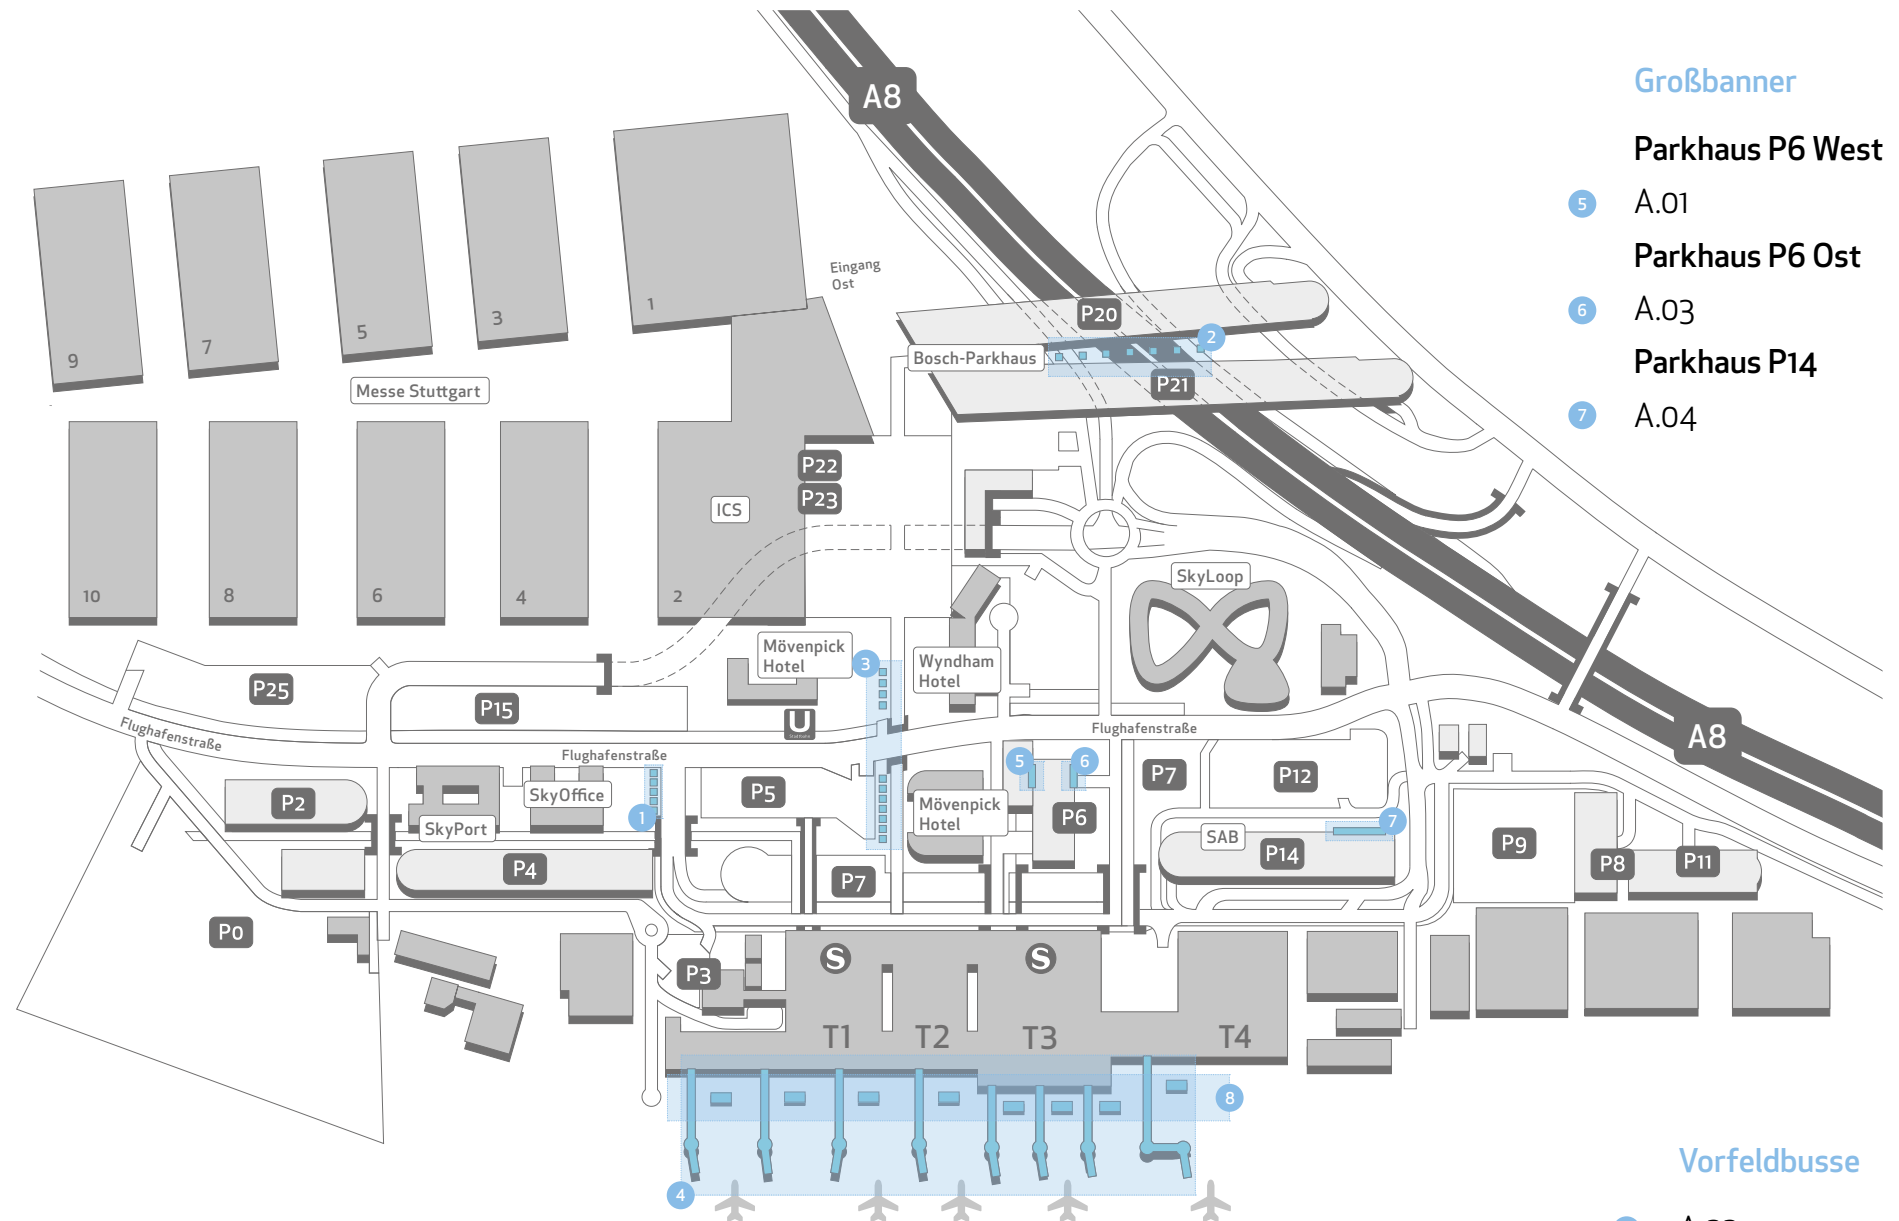 A8
Großbanner
Parkhaus P6 West
5 A.01
Parkhaus P6 Ost
6 A.03
Parkhaus P14
7 A.04
9
7
5
3
1
Eingang
Ost
P20
2
Bosch-Parkhaus
P21
Messe Stuttgart
P22
P23
ICS
10
8
6
4
2
SkyLoop
Mövenpick
Hotel
3
Wyndham
Hotel
P25
P15
U
Flughafenstraße
Flughafenstraße
Flughafenstraße
A8
5
6
P7
P12
P2
SkyOffice
P5
Mövenpick
Hotel
P6
SkyPort
1
SAB
7
P14
P9
P8
P11
P4
P7
P0
P3
S
S
T1
T2
T3
T4
8
4
Vorfeldbusse